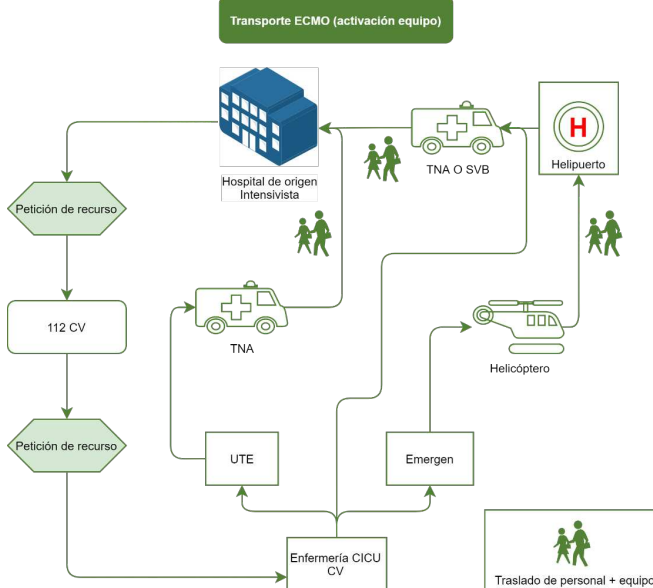 Transporte ECMO (activación equipo)
Hospital de origen
Intensivista
TNA O SVB
H
Helipuerto
Petición de recurso
112 CV
TNA
Helicóptero
Petición de recurso
UTE
Emergen
Enfermería CICU
CV
Traslado de personal + equipo